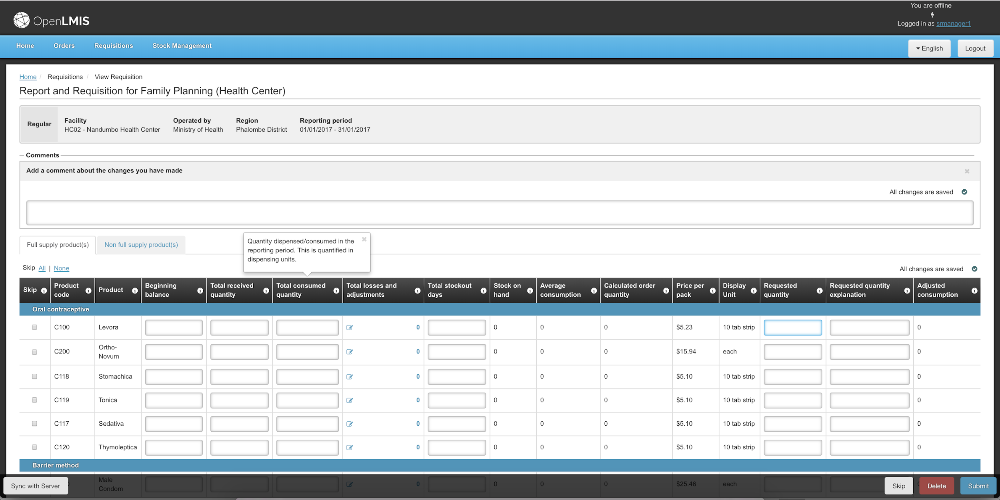 You are offline
OpenLMIS
Logged in as srmanager1
Home Orders Requisitions Stock Management English Logout
Home / Requisitions / View Requisition
Report and Requisition for Family Planning (Health Center)
Regular
Facility Operated by Region Reporting period
HC02 - Nandumbo Health Center Ministry of Health Phalombe District 01/01/2017 - 31/01/2017
Comments
Add a comment about the changes you have made
All changes are saved
Full supply product(s) Non full supply product(s)
Quantity dispensed/consumed in the
reporting period. This is quantified in
dispensing units.
Skip All | None
All changes are saved
Skip Product code Product Beginning balance Total received quantity Total consumed quantity Total losses and adjustments Total stockout days Stock on hand Average consumption Calculated order quantity Price per pack Display Unit Requested quantity Requested quantity explanation Adjusted consumption
Oral contraceptive
C100 Levora 0 0 0 0 $5.23 10 tab strip 0
C200 Ortho-Novum 0 0 0 0 $15.94 each 0
C118 Stomachica 0 0 0 0 $5.10 10 tab strip 0
C119 Tonica 0 0 0 0 $5.10 10 tab strip 0
C117 Sedativa 0 0 0 0 $5.10 10 tab strip 0
C120 Thymoleptica 0 0 0 0 $5.10 10 tab strip 0
Barrier method
Male Condom 0 0 0 0 $25.46 each
Sync with Server Skip Delete Submit